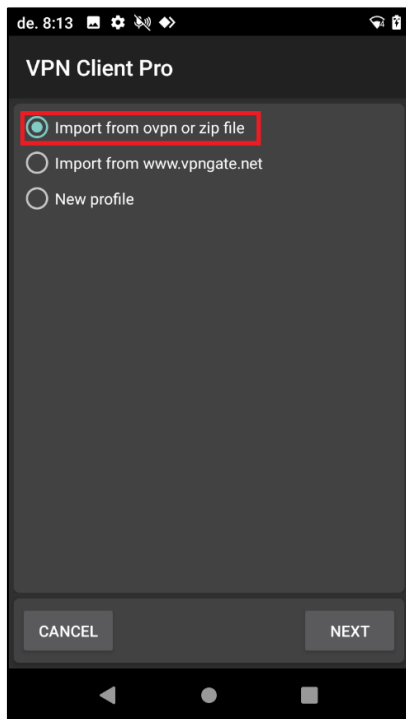 de. 8:13
VPN Client Pro
Import from ovpn or zip file
Import from www.vpngate.net
New profile
CANCEL
NEXT